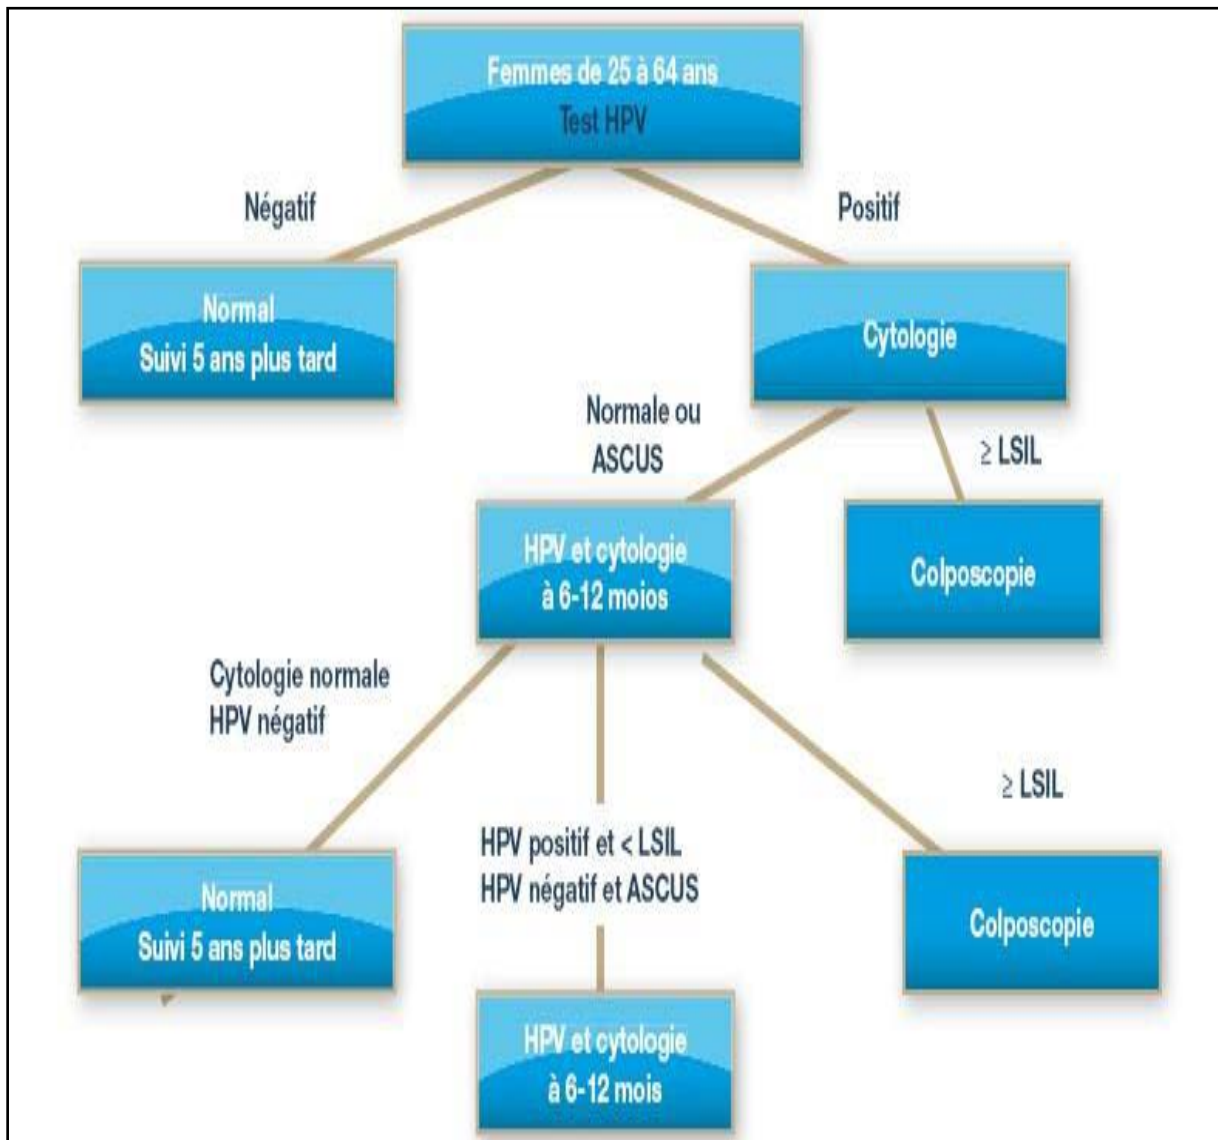 Femmes de 25 à 64 ans
Test HPV
Négatif
Positif
Normal
Suivi 5 ans plus tard
Cytologie
Normale ou
ASCUS
≥ LSIL
HPV et cytologie
à 6-12 moios
Colposcopie
Cytologie normale
HPV négatif
HPV positif et < LSIL
HPV négatif et ASCUS
≥ LSIL
Normal
Suivi 5 ans plus tard
Colposcopie
HPV et cytologie
à 6-12 mois